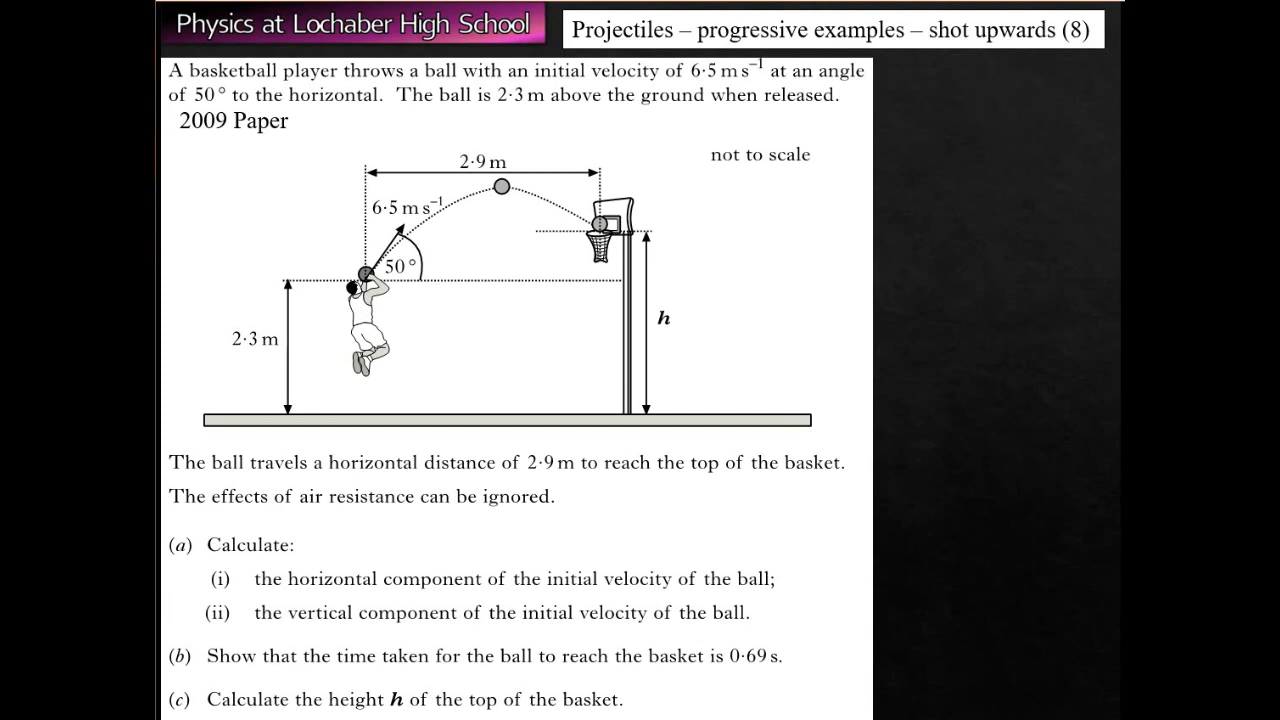 Physics at Lochaber High School
Projectiles – progressive examples – shot upwards (8)
A basketball player throws a ball with an initial velocity of 6·5 m s⁻¹ at an angle
of 50° to the horizontal. The ball is 2·3 m above the ground when released.
2009 Paper
not to scale
2·9 m
6·5 m s⁻¹
50°
2·3 m
h
The ball travels a horizontal distance of 2·9 m to reach the top of the basket.
The effects of air resistance can be ignored.
(a) Calculate:
(i) the horizontal component of the initial velocity of the ball;
(ii) the vertical component of the initial velocity of the ball.
(b) Show that the time taken for the ball to reach the basket is 0·69 s.
(c) Calculate the height h of the top of the basket.